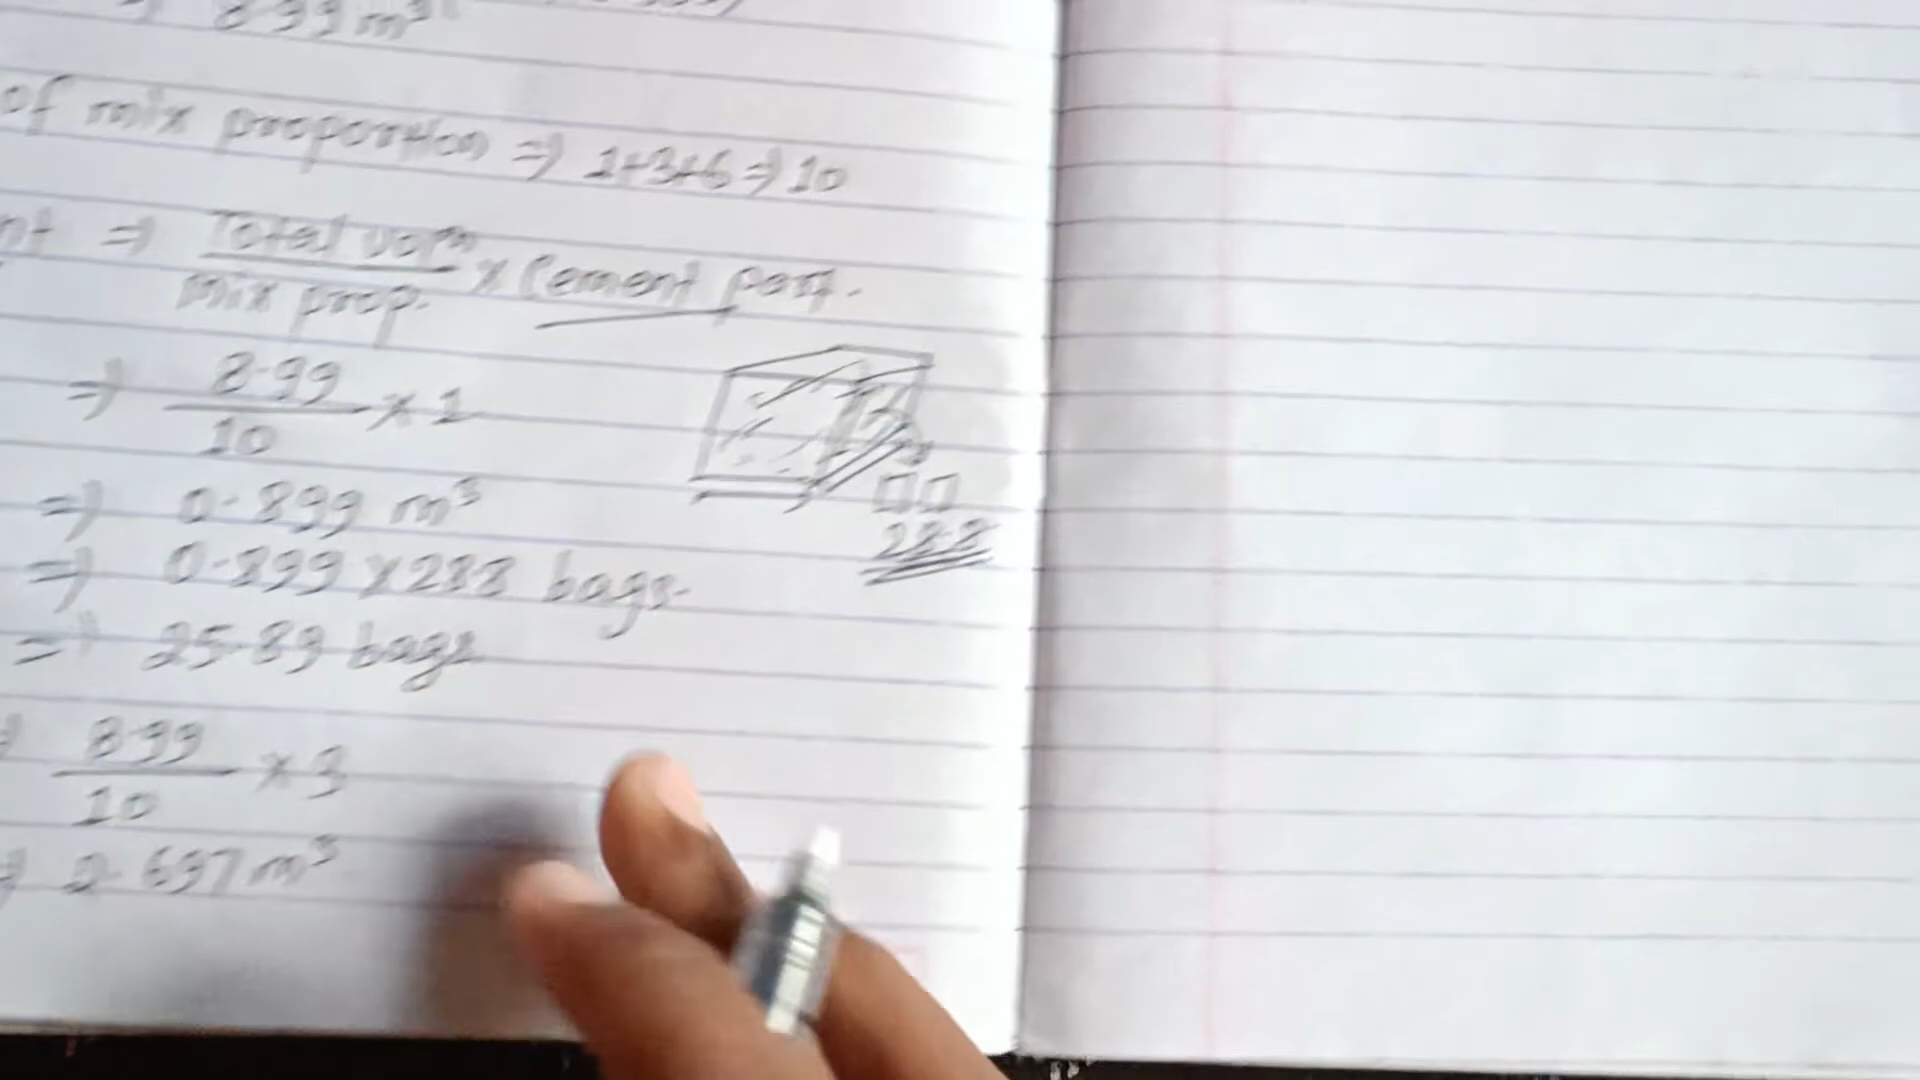 ⇒ 8.99 m³
of mix proportion ⇒ 1+3+6 ⇒ 10
nt ⇒ Total volm / Mix prop. × Cement part.
⇒ 8.99 / 10 × 1
⇒ 0.899 m³
⇒ 0.899 × 28.8 bags.
28.8
⇒ 25.89 bags
⇒ 8.99 / 10 × 3
⇒ 2.697 m³